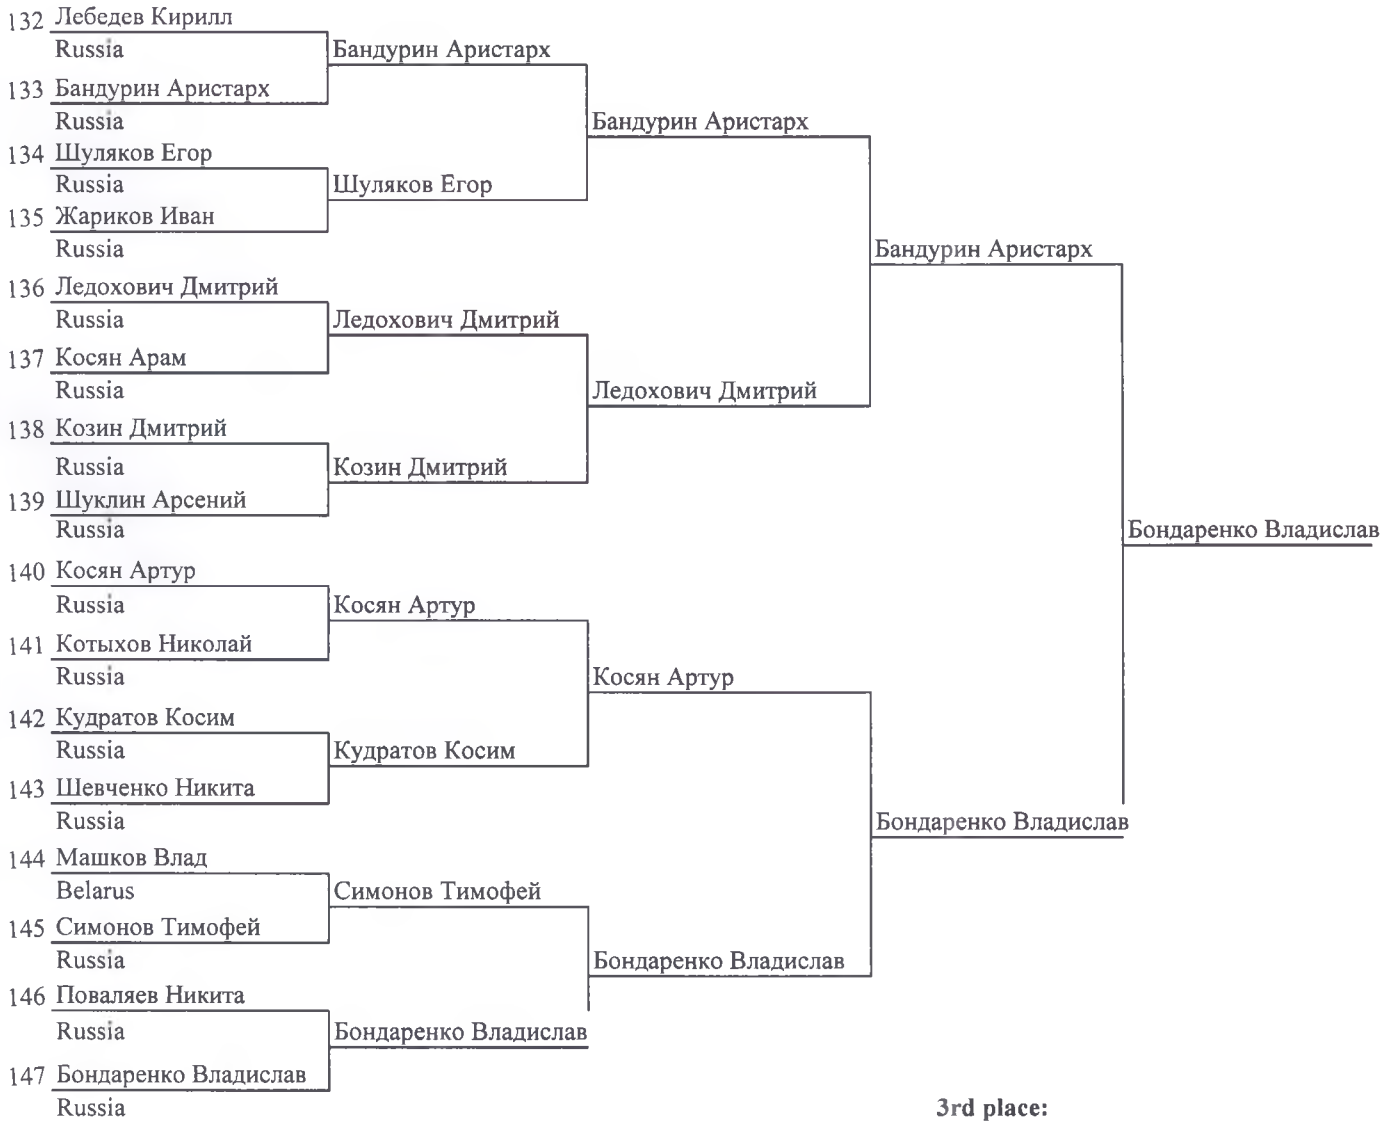 132 Лебедев Кирилл
Russia
Бандурин Аристарх
133 Бандурин Аристарх
Russia
Бандурин Аристарх
134 Шуляков Егор
Russia
Шуляков Егор
135 Жариков Иван
Russia
Бандурин Аристарх
136 Ледохович Дмитрий
Russia
Ледохович Дмитрий
137 Косян Арам
Russia
Ледохович Дмитрий
138 Козин Дмитрий
Russia
Козин Дмитрий
139 Шуклин Арсений
Russia
Бондаренко Владислав
140 Косян Артур
Russia
Косян Артур
141 Котыхов Николай
Russia
Косян Артур
142 Кудратов Косим
Russia
Кудратов Косим
143 Шевченко Никита
Russia
Бондаренко Владислав
144 Машков Влад
Belarus
Симонов Тимофей
145 Симонов Тимофей
Russia
Бондаренко Владислав
146 Поваляев Никита
Russia
Бондаренко Владислав
147 Бондаренко Владислав
Russia
3rd place: